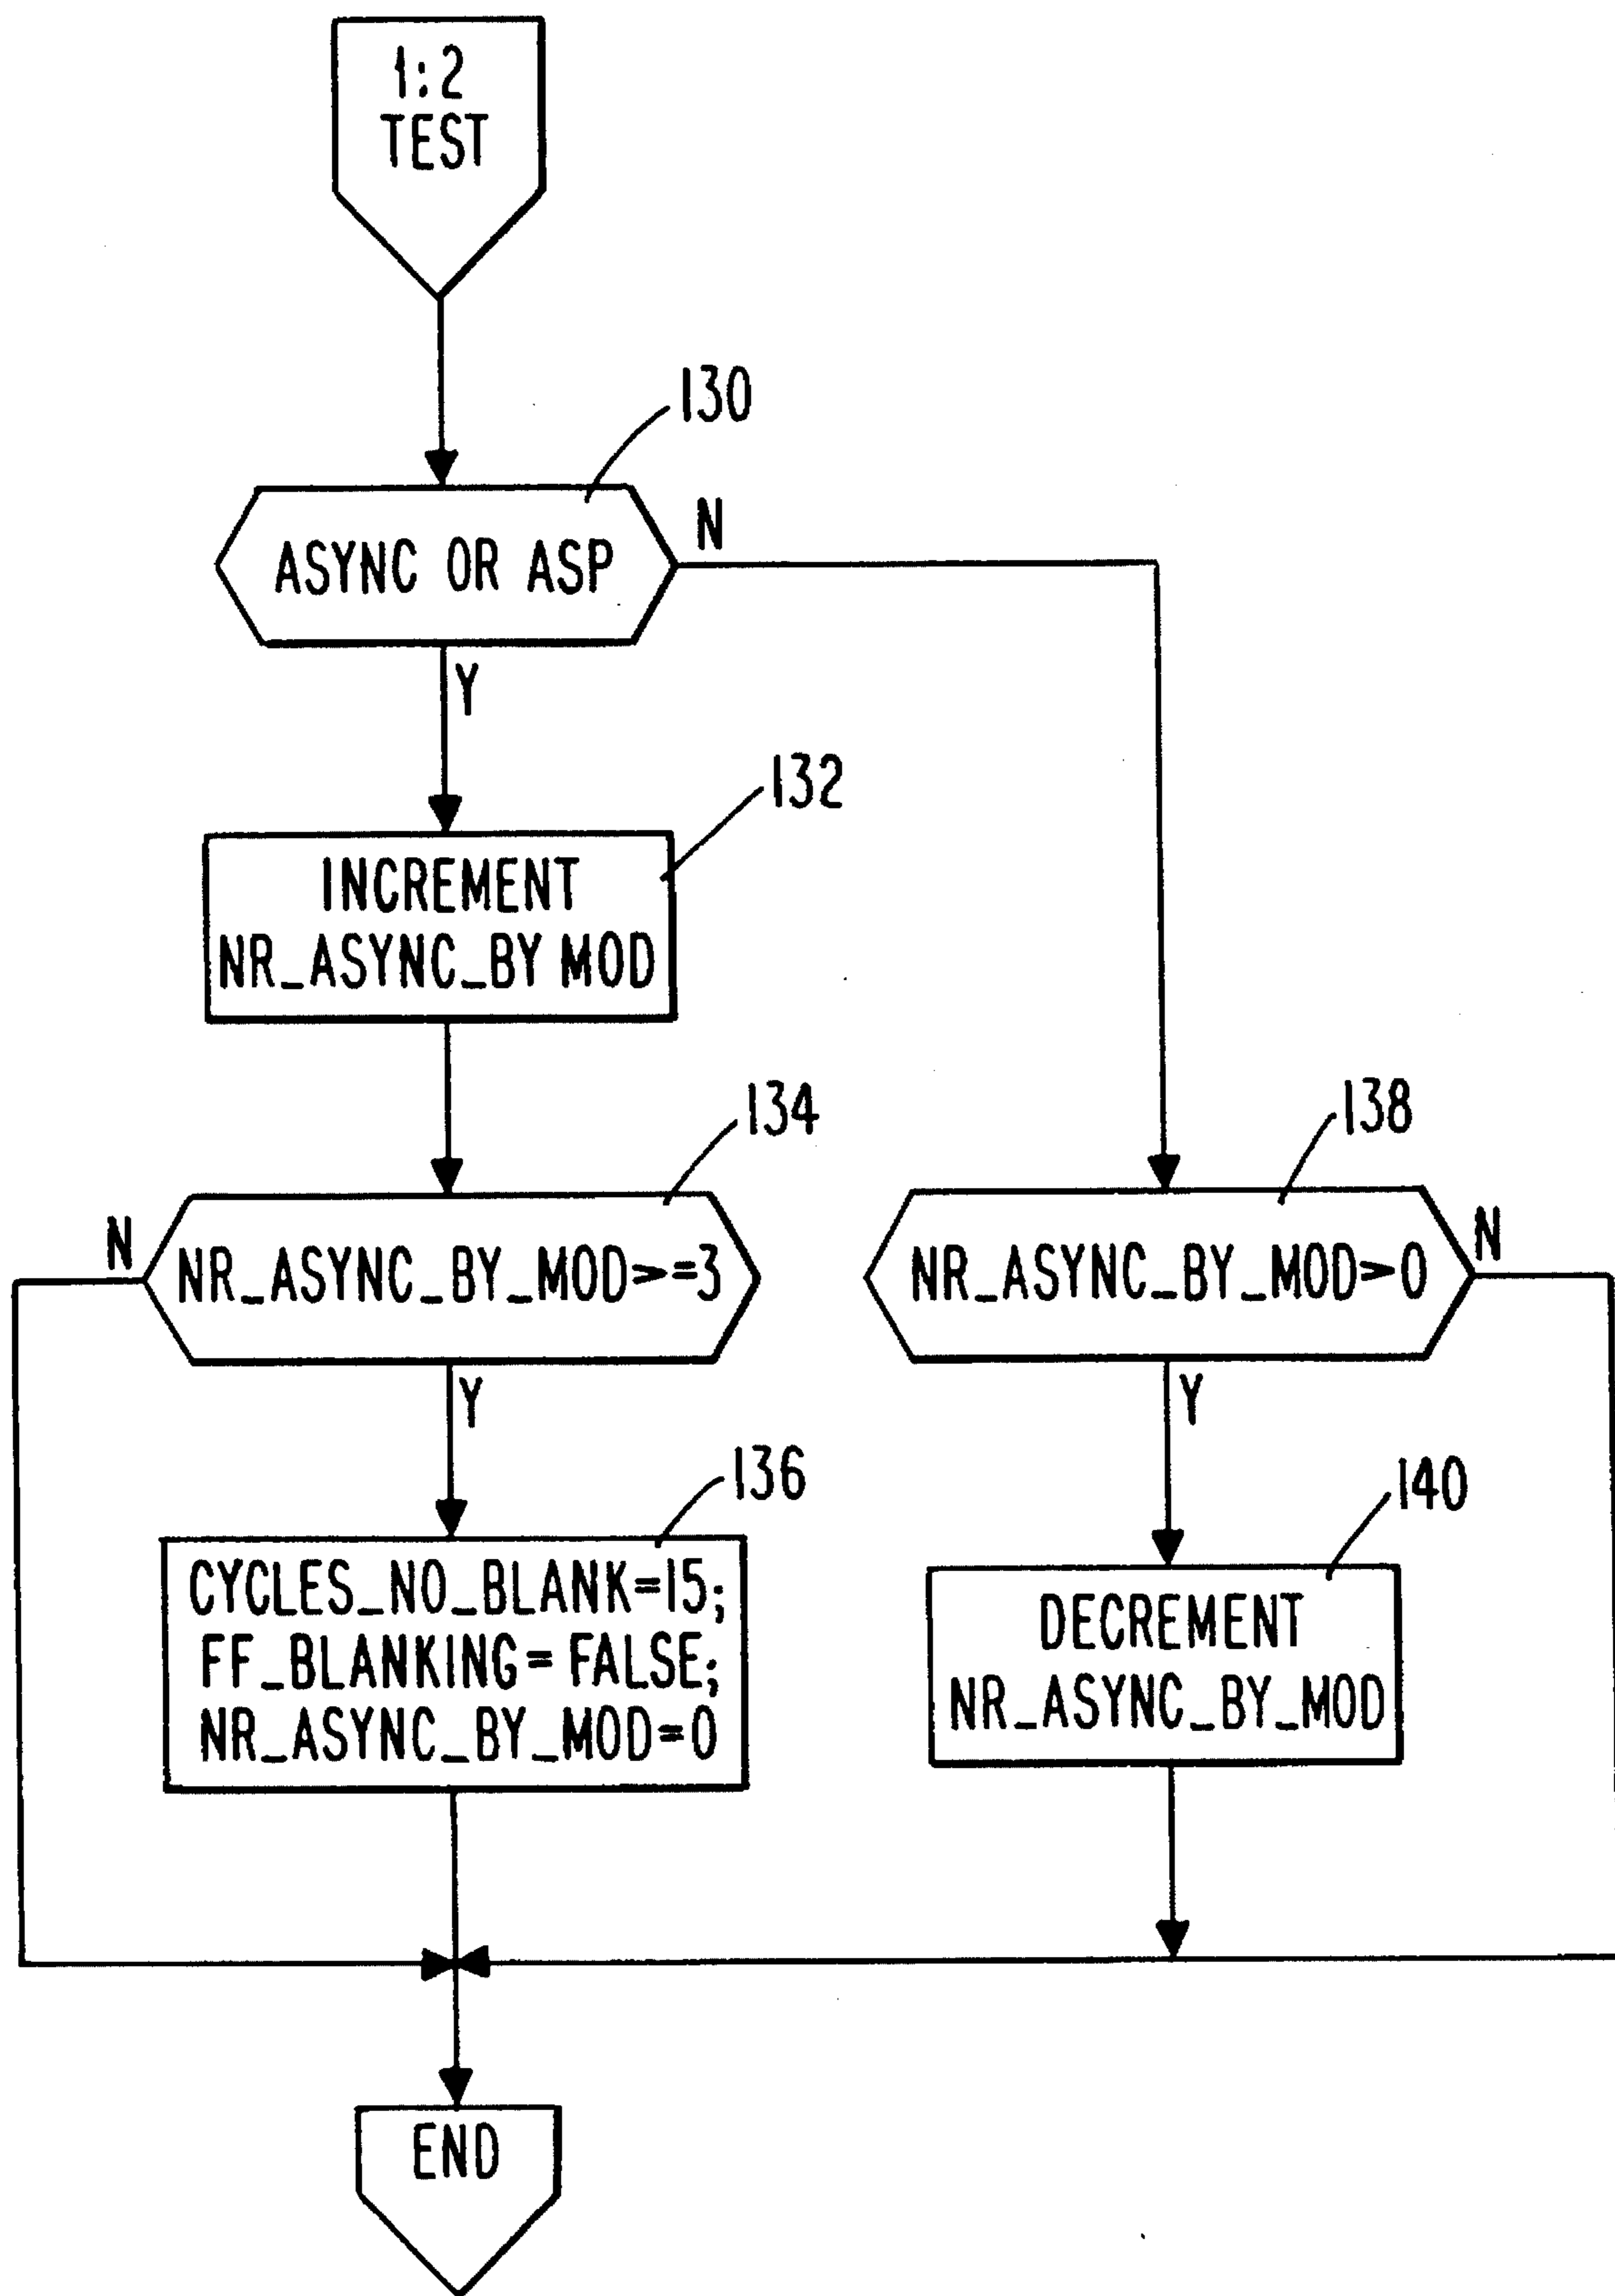 1:2
TEST
130
ASYNC OR ASP
N
Y
132
INCREMENT
NR_ASYNC_BY MOD
134
138
N
NR_ASYNC_BY_MOD>=3
NR_ASYNC_BY_MOD>0
N
Y
Y
136
140
CYCLES_NO_BLANK=15;
FF_BLANKING=FALSE;
NR_ASYNC_BY_MOD=0
DECREMENT
NR_ASYNC_BY_MOD
END